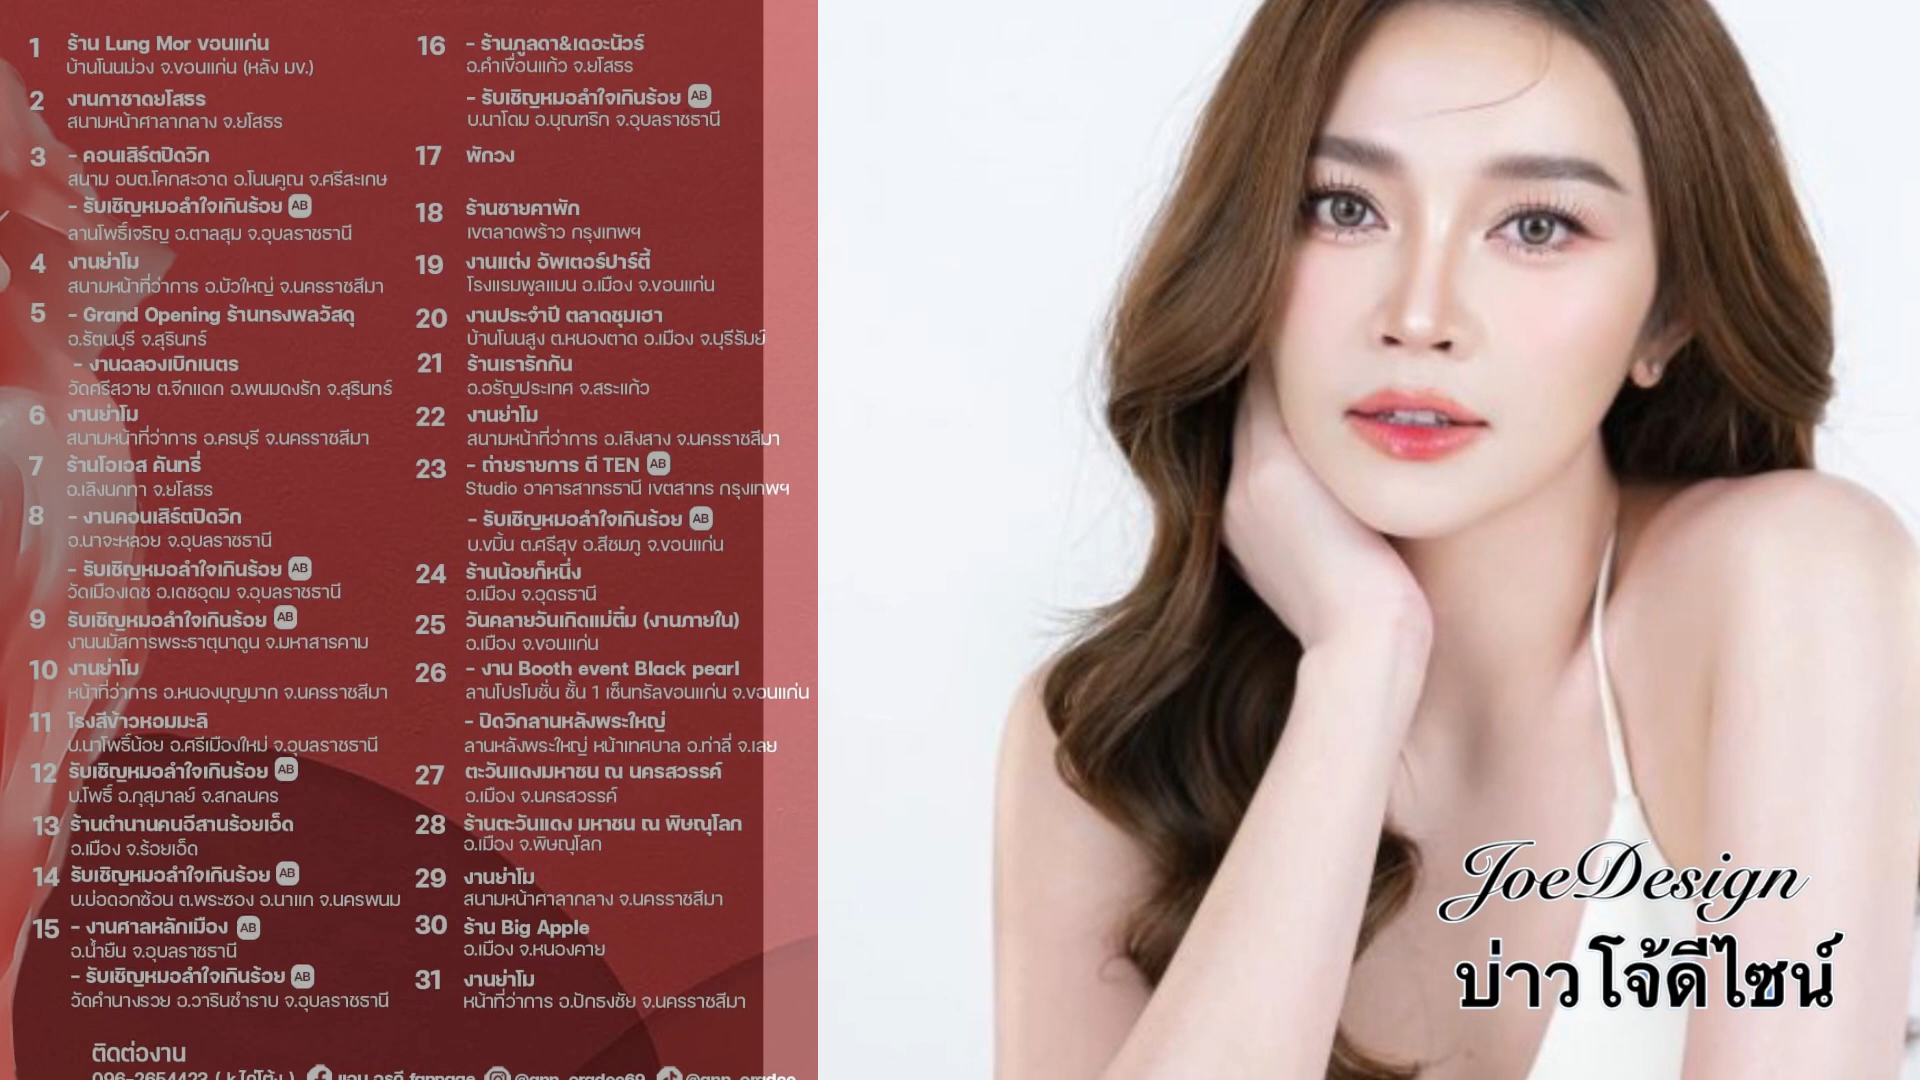 1 ร้าน Lung Mor ขอนแก่น
บ้านโนนม่วง จ.ขอนแก่น (หลัง มข.)
2 งานกาชาดยโสธร
สนามหน้าศาลากลาง จ.ยโสธร
3 - คอนเสิร์ตปิดวิก
สนาม อบต.โคกสะอาด อ.โนนคูณ จ.ศรีสะเกษ
- รับเชิญหมอลำใจเกินร้อย AB
ลานโพธิ์เจริญ อ.ตาลสุม จ.อุบลราชธานี
4 งานย่าโม
สนามหน้าที่ว่าการ อ.บัวใหญ่ จ.นครราชสีมา
5 - Grand Opening ร้านทรงพลวัสดุ
อ.รัตนบุรี จ.สุรินทร์
- งานฉลองเบิกเนตร
วัดศรีสวาย ต.จีกแดก อ.พนมดงรัก จ.สุรินทร์
6 งานย่าโม
สนามหน้าที่ว่าการ อ.ครบุรี จ.นครราชสีมา
7 ร้านโอเอส คันทรี่
อ.เลิงนกทา จ.ยโสธร
8 - งานคอนเสิร์ตปิดวิก
อ.นาจะหลวย จ.อุบลราชธานี
- รับเชิญหมอลำใจเกินร้อย AB
วัดเมืองเดช อ.เดชอุดม จ.อุบลราชธานี
9 รับเชิญหมอลำใจเกินร้อย AB
งานนมัสการพระธาตุนาดูน จ.มหาสารคาม
10 งานย่าโม
หน้าที่ว่าการ อ.หนองบุญมาก จ.นครราชสีมา
11 โรงสีข้าวหอมมะลิ
บ.นาโพธิ์น้อย อ.ศรีเมืองใหม่ จ.อุบลราชธานี
12 รับเชิญหมอลำใจเกินร้อย AB
บ.โพธิ์ อ.กุสุมาลย์ จ.สกลนคร
13 ร้านตำนานคนอีสานร้อยเอ็ด
อ.เมือง จ.ร้อยเอ็ด
14 รับเชิญหมอลำใจเกินร้อย AB
บ.บ่อดอกซ้อน ต.พระซอง อ.นาแก จ.นครพนม
15 - งานศาลหลักเมือง AB
อ.น้ำยืน จ.อุบลราชธานี
- รับเชิญหมอลำใจเกินร้อย AB
วัดคำนางรวย อ.วารินชำราบ จ.อุบลราชธานี
16 - ร้านภูลดา&เดอะนัวร์
อ.คำเขื่อนแก้ว จ.ยโสธร
- รับเชิญหมอลำใจเกินร้อย AB
บ.นาโดม อ.บุณฑริก จ.อุบลราชธานี
17 พักวง
18 ร้านชายคาพัก
เขตลาดพร้าว กรุงเทพฯ
19 งานแต่ง อัพเตอร์ปาร์ตี้
โรงแรมพูลแมน อ.เมือง จ.ขอนแก่น
20 งานประจำปี ตลาดชุมเฮา
บ้านโนนสูง ต.หนองตาด อ.เมือง จ.บุรีรัมย์
21 ร้านเรารักกัน
อ.อรัญประเทศ จ.สระแก้ว
22 งานย่าโม
สนามหน้าที่ว่าการ อ.เสิงสาง จ.นครราชสีมา
23 - ถ่ายรายการ ตี TEN AB
Studio อาคารสาทรธานี เขตสาทร กรุงเทพฯ
- รับเชิญหมอลำใจเกินร้อย AB
บ.ขมิ้น ต.ศรีสุข อ.สีชมภู จ.ขอนแก่น
24 ร้านน้อยก็หนึ่ง
อ.เมือง จ.อุดรธานี
25 วันคลายวันเกิดแม่ติ๋ม (งานภายใน)
อ.เมือง จ.ขอนแก่น
26 - งาน Booth event Black pearl
ลานโปรโมชั่น ชั้น 1 เซ็นทรัลขอนแก่น จ.ขอนแก่น
- ปิดวิกลานหลังพระใหญ่
ลานหลังพระใหญ่ หน้าเทศบาล อ.ท่าลี่ จ.เลย
27 ตะวันแดงมหาชน ณ นครสวรรค์
อ.เมือง จ.นครสวรรค์
28 ร้านตะวันแดง มหาชน ณ พิษณุโลก
อ.เมือง จ.พิษณุโลก
29 งานย่าโม
สนามหน้าศาลากลาง จ.นครราชสีมา
30 ร้าน Big Apple
อ.เมือง จ.หนองคาย
31 งานย่าโม
หน้าที่ว่าการ อ.ปักธงชัย จ.นครราชสีมา
ติดต่องาน
JoeDesign
บ่าวโจ้ดีไซน์